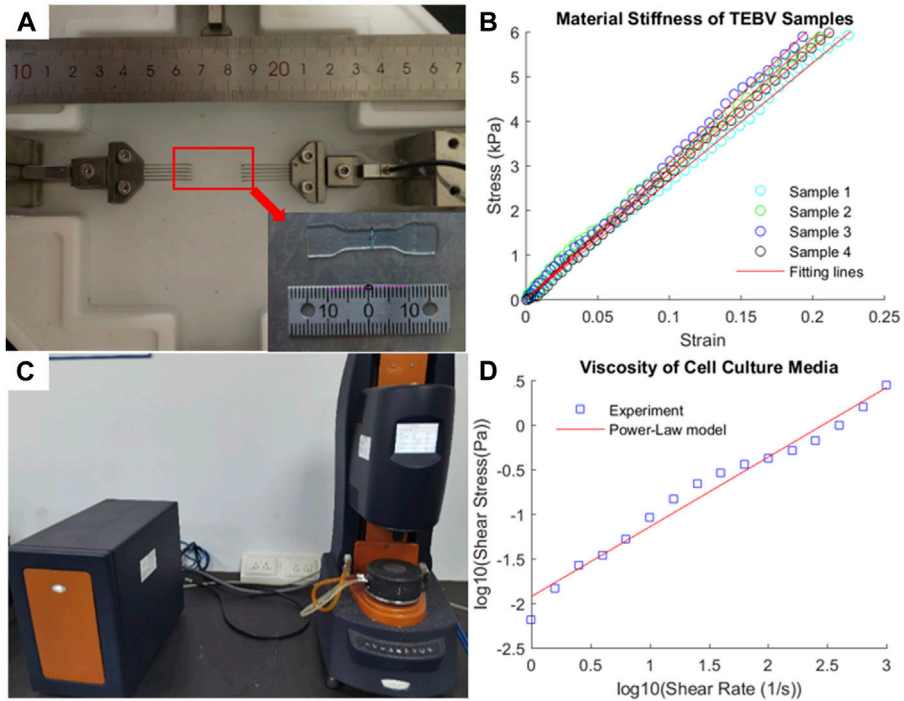 A
10 1 2 3 4 5 6 7 8 9 20 1 2 3 4 5 6 7
10 0 10
B
Material Stiffness of TEBV Samples
Stress (kPa)
6
5
4
3
2
1
0
Sample 1
Sample 2
Sample 3
Sample 4
Fitting lines
0 0.05 0.1 0.15 0.2 0.25
Strain
C
D
Viscosity of Cell Culture Media
log10(Shear Stress(Pa))
.5
0
-0.5
-1
-1.5
-2
-2.5
Experiment
Power-Law model
0 0.5 1 1.5 2 2.5 3
log10(Shear Rate (1/s))